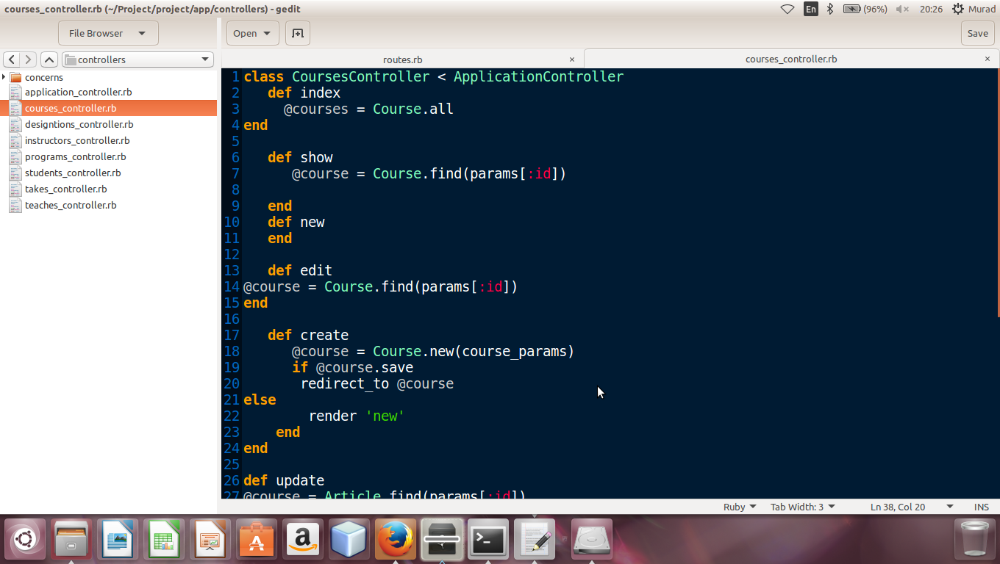 courses_controller.rb (~/Project/project/app/controllers) - gedit
En
(96%)
20:26
Murad
File Browser
Open
Save
controllers
routes.rb
×
courses_controller.rb
×
concerns
application_controller.rb
courses_controller.rb
designtions_controller.rb
instructors_controller.rb
programs_controller.rb
students_controller.rb
takes_controller.rb
teaches_controller.rb
1 class CoursesController < ApplicationController
2 def index
3 @courses = Course.all
4 end
5
6 def show
7 @course = Course.find(params[:id])
8
9 end
10 def new
11 end
12
13 def edit
14 @course = Course.find(params[:id])
15 end
16
17 def create
18 @course = Course.new(course_params)
19 if @course.save
20 redirect_to @course
21 else
22 render 'new'
23 end
24 end
25
26 def update
27 @course = Article.find(params[:id])
Ruby
Tab Width: 3
Ln 38, Col 20
INS